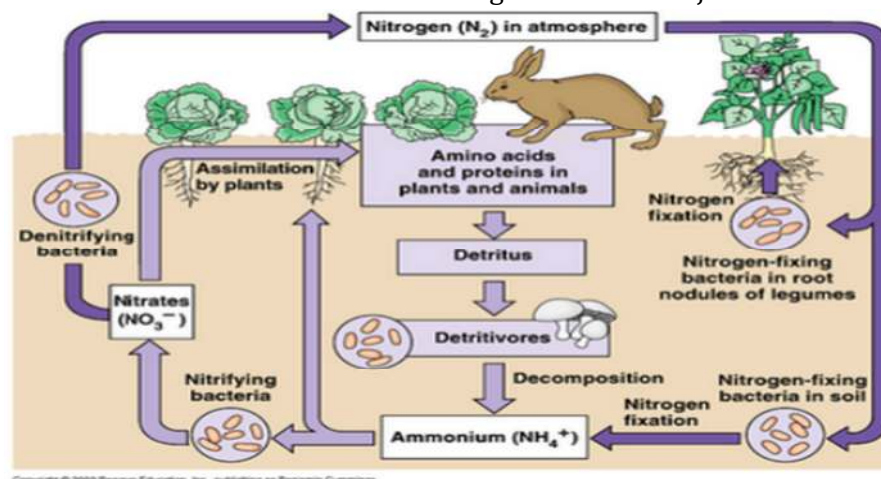 Nitrogen (N₂) in atmosphere
Assimilation
by plants
Amino acids
and proteins in
plants and animals
Nitrogen
fixation
Denitrifying
bacteria
Detritus
Nitrogen-fixing
bacteria in root
nodules of legumes
Nitrates
(NO₃⁻)
Detritivores
Decomposition
Nitrifying
bacteria
Nitrogen-fixing
bacteria in soil
Nitrogen
fixation
Ammonium (NH₄⁺)